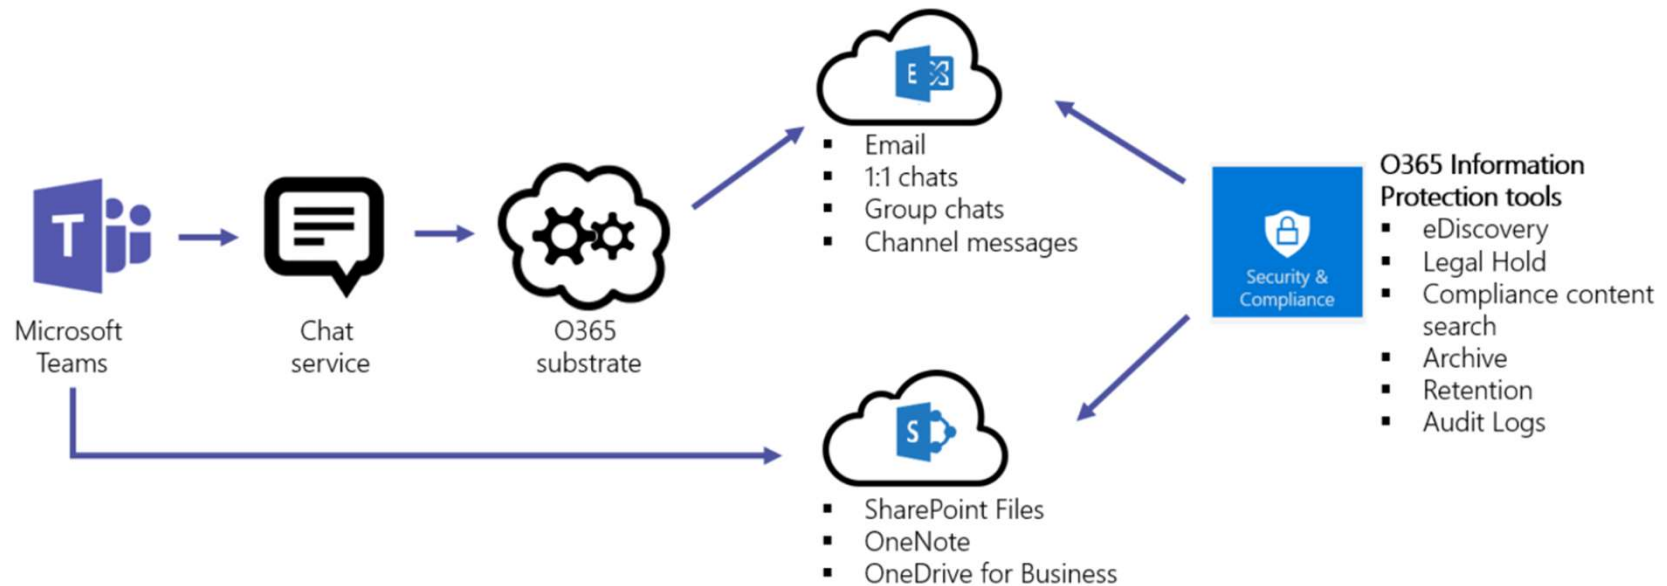 T
Microsoft
Teams
Chat
service
O365
substrate
E
▪ Email
▪ 1:1 chats
▪ Group chats
▪ Channel messages
S
▪ SharePoint Files
▪ OneNote
▪ OneDrive for Business
Security &
Compliance
O365 Information
Protection tools
▪ eDiscovery
▪ Legal Hold
▪ Compliance content
search
▪ Archive
▪ Retention
▪ Audit Logs